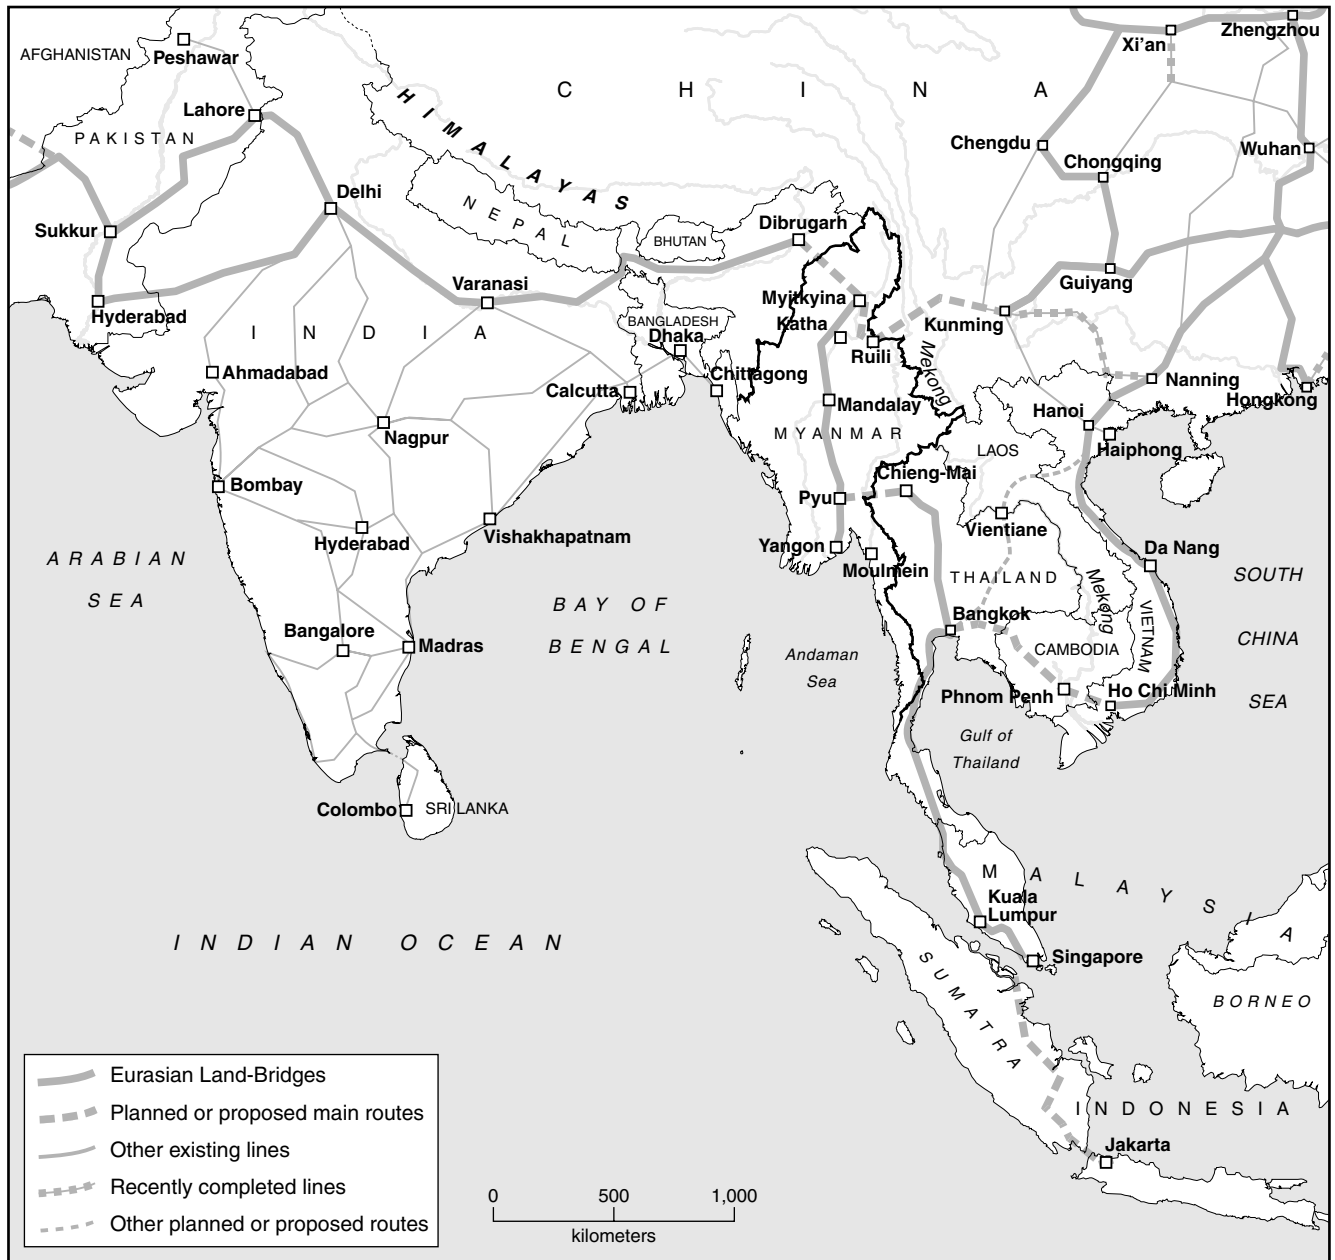 Zhengzhou
Xi'an
AFGHANISTAN
Peshawar
C H I N A
HIMALAYAS
Lahore
PAKISTAN
Chengdu
Wuhan
Chongqing
Delhi
NEPAL
Dibrugarh
Sukkur
BHUTAN
Guiyang
Varanasi
Myitkyina
Hyderabad
BANGLADESH
Katha
Kunming
INDIA
Dhaka
Ruili
Mekong
Ahmadabad
Chittagong
Nanning
Calcutta
Hongkong
Mandalay
Hanoi
Nagpur
MYANMAR
LAOS
Haiphong
Chieng-Mai
Bombay
Pyu
Vientiane
Hyderabad
Vishakhapatnam
Yangon
Da Nang
ARABIAN
SEA
Moulmein
THAILAND
Mekong
VIETNAM
SOUTH
CHINA
SEA
BAY OF
BENGAL
Bangkok
Bangalore
Madras
Andaman
Sea
CAMBODIA
Phnom Penh
Ho Chi Minh
Gulf of
Thailand
Colombo
SRI LANKA
MALAYSIA
Kuala
Lumpur
INDIAN OCEAN
Singapore
SUMATRA
BORNEO
INDONESIA
Jakarta
Eurasian Land-Bridges
Planned or proposed main routes
Other existing lines
Recently completed lines
Other planned or proposed routes
0 500 1,000
kilometers